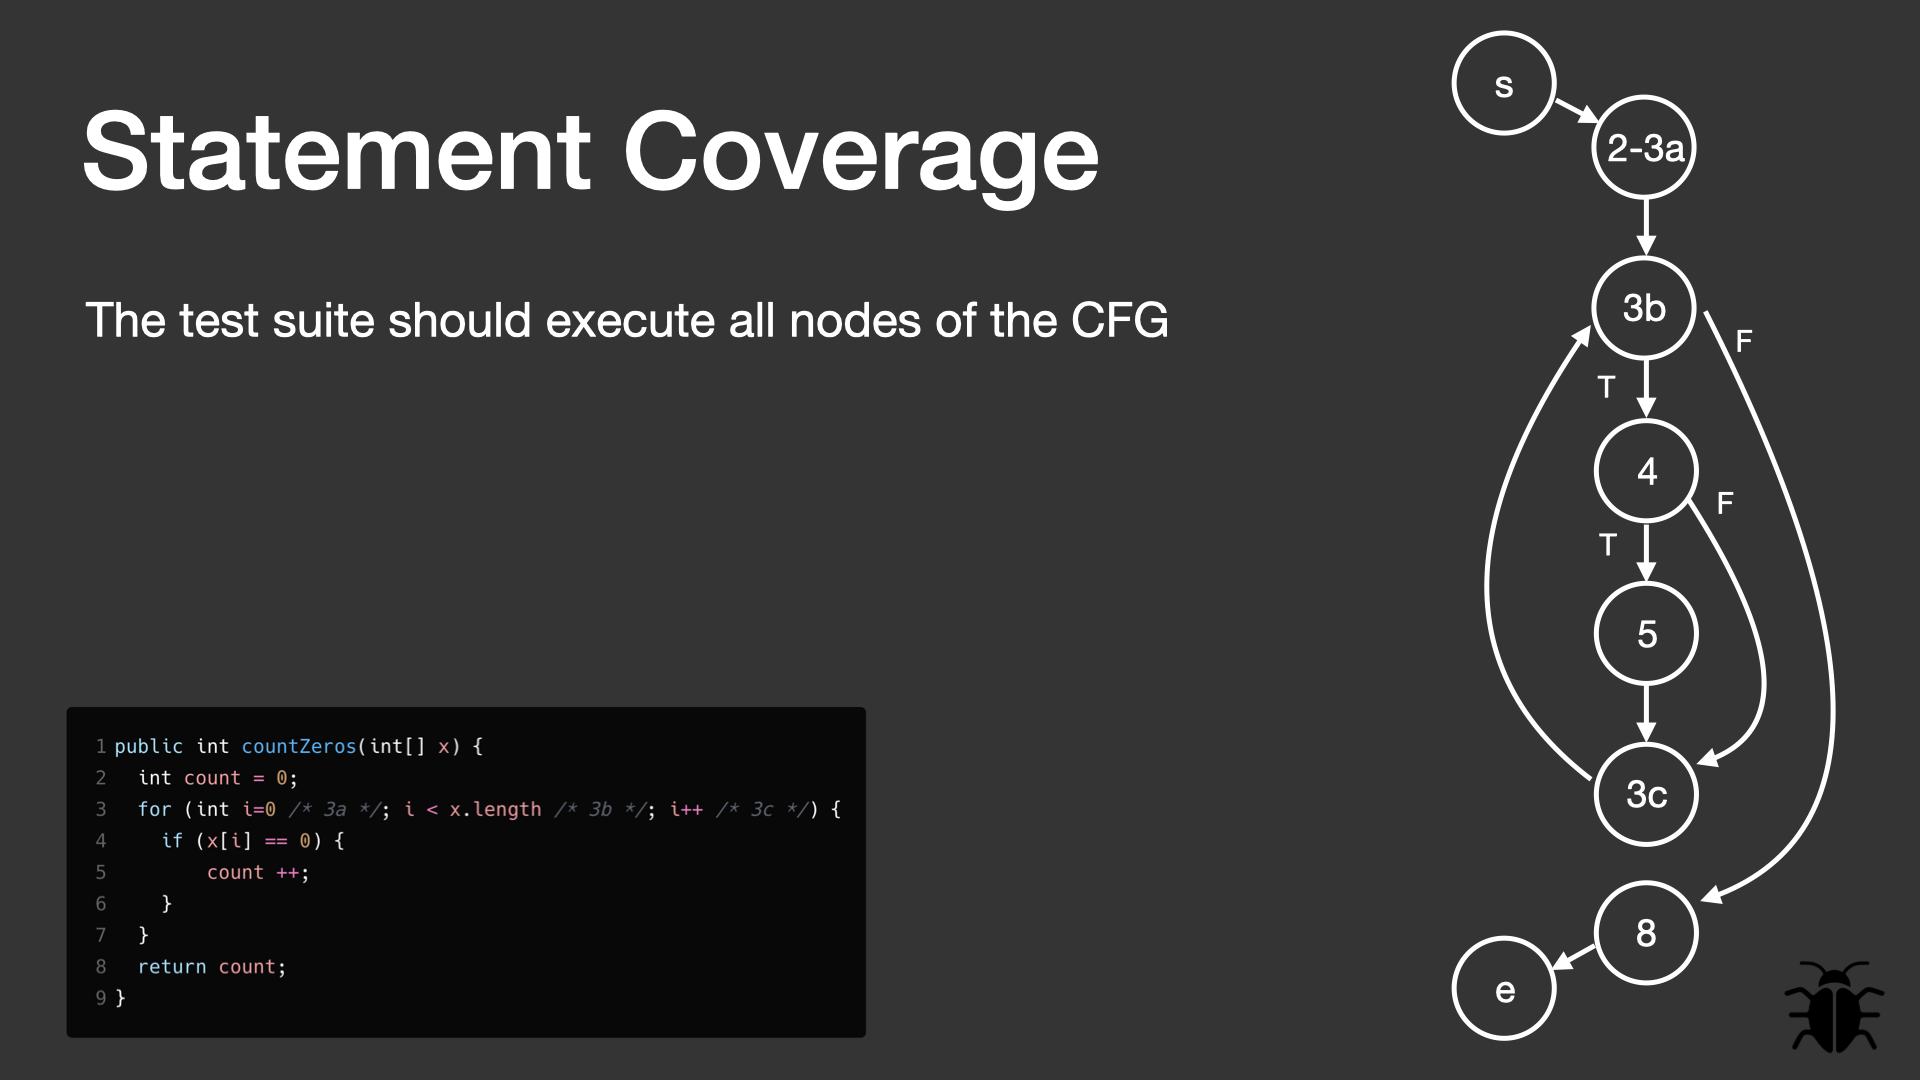 Statement Coverage
The test suite should execute all nodes of the CFG
1 public int countZeros(int[] x) {
2   int count = 0;
3   for (int i=0 /* 3a */; i < x.length /* 3b */; i++ /* 3c */) {
4     if (x[i] == 0) {
5         count ++;
6     }
7   }
8   return count;
9 }
s
2-3a
3b
F
T
4
F
T
5
3c
8
e